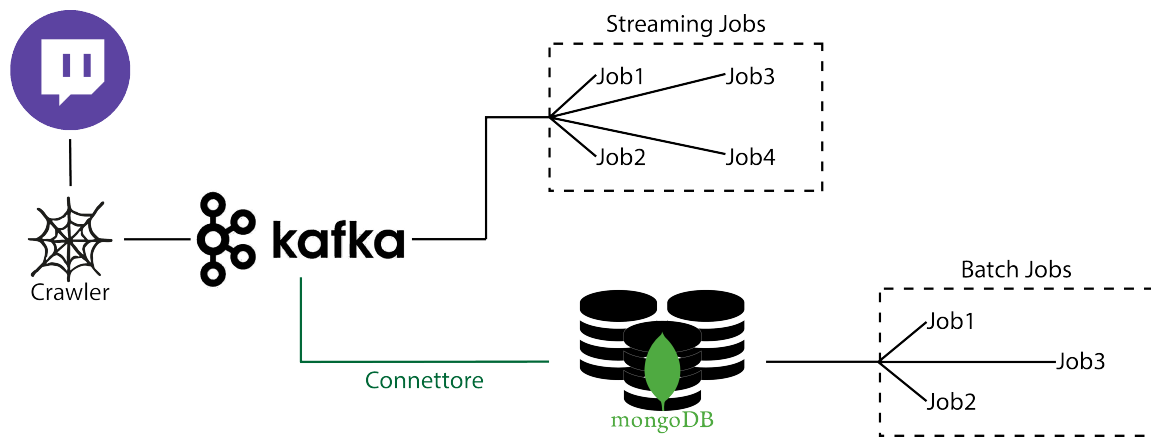 Streaming Jobs
Job1
Job3
Job2
Job4
kafka
Crawler
Batch Jobs
Job1
Job3
Job2
Connettore
mongoDB